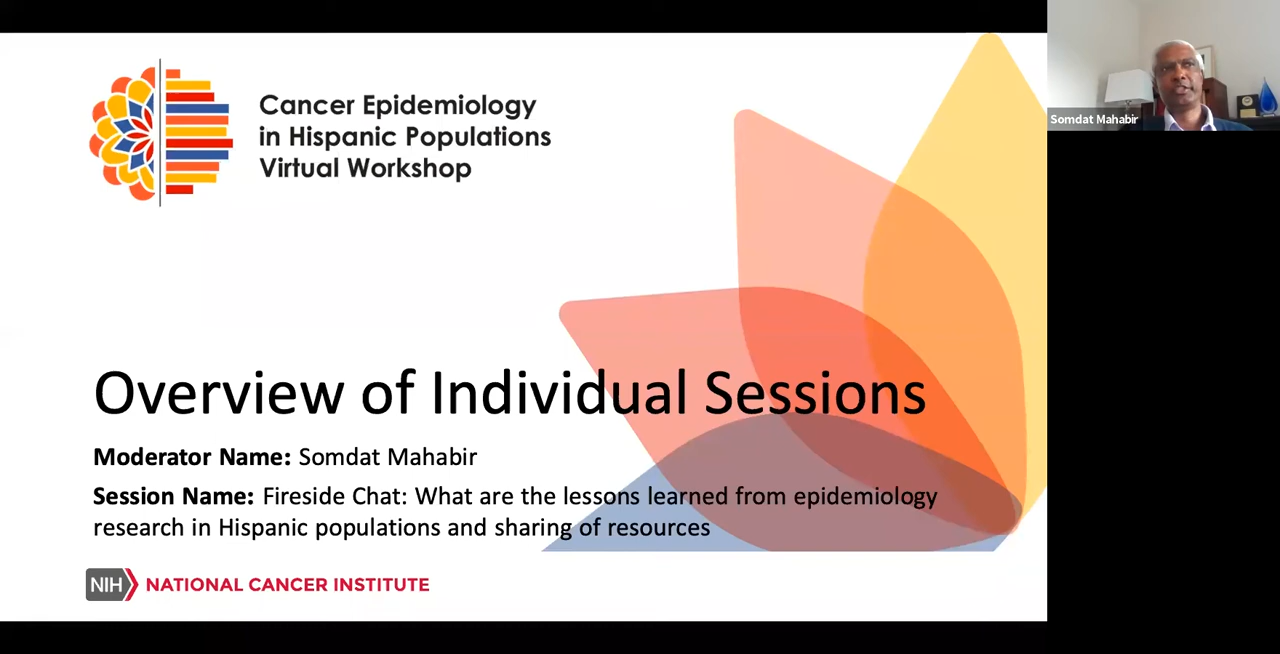 Cancer Epidemiology
in Hispanic Populations
Virtual Workshop
Somdat Mahabir
Overview of Individual Sessions
Moderator Name: Somdat Mahabir
Session Name: Fireside Chat: What are the lessons learned from epidemiology
research in Hispanic populations and sharing of resources
NIH NATIONAL CANCER INSTITUTE